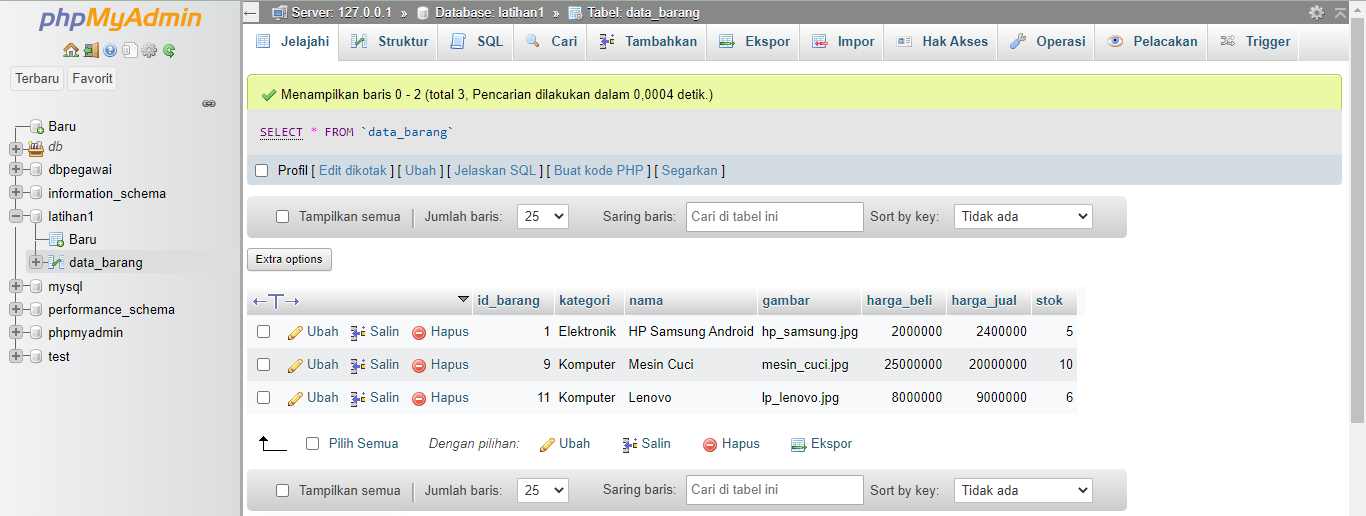 phpMyAdmin
Terbaru Favorit
Baru
db
dbpegawai
information_schema
latihan1
Baru
data_barang
mysql
performance_schema
phpmyadmin
test
Server: 127.0.0.1 » Database: latihan1 » Tabel: data_barang
Jelajahi Struktur SQL Cari Tambahkan Ekspor Impor Hak Akses Operasi Pelacakan Trigger
Menampilkan baris 0 - 2 (total 3, Pencarian dilakukan dalam 0,0004 detik.)
SELECT * FROM `data_barang`
Profil [ Edit dikotak ] [ Ubah ] [ Jelaskan SQL ] [ Buat kode PHP ] [ Segarkan ]
Tampilkan semua | Jumlah baris: 25 Saring baris: Cari di tabel ini Sort by key: Tidak ada
Extra options
←T→ id_barang kategori nama gambar harga_beli harga_jual stok
Ubah Salin Hapus 1 Elektronik HP Samsung Android hp_samsung.jpg 2000000 2400000 5
Ubah Salin Hapus 9 Komputer Mesin Cuci mesin_cuci.jpg 25000000 20000000 10
Ubah Salin Hapus 11 Komputer Lenovo lp_lenovo.jpg 8000000 9000000 6
Pilih Semua Dengan pilihan: Ubah Salin Hapus Ekspor
Tampilkan semua | Jumlah baris: 25 Saring baris: Cari di tabel ini Sort by key: Tidak ada